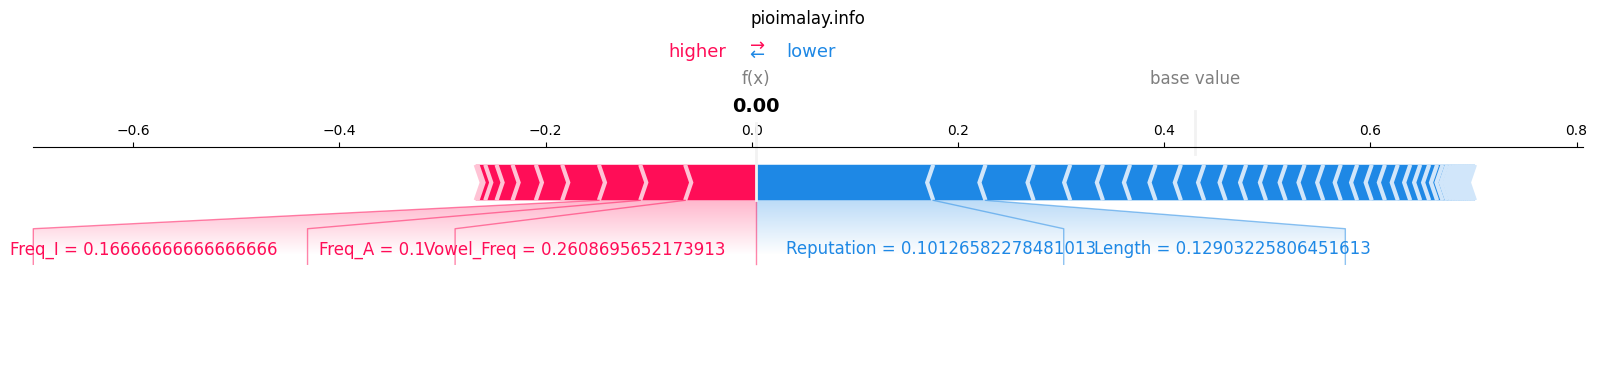 pioimalay.info
higher → ← lower
f(x) base value
0.00
−0.6 −0.4 −0.2 0.0 0.2 0.4 0.6 0.8
Freq_I = 0.16666666666666666 Freq_A = 0.1 Vowel_Freq = 0.2608695652173913 Reputation = 0.10126582278481013 Length = 0.12903225806451613